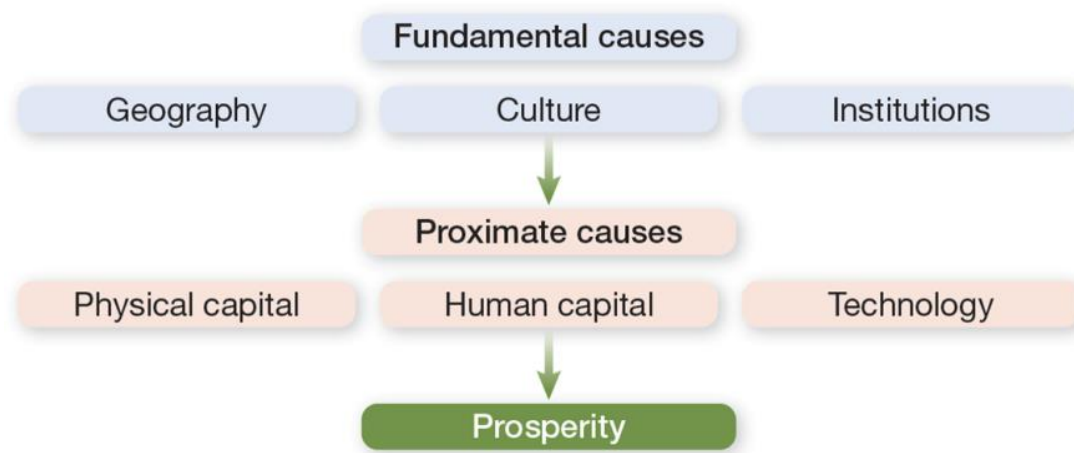 Fundamental causes
Geography Culture Institutions
Proximate causes
Physical capital Human capital Technology
Prosperity